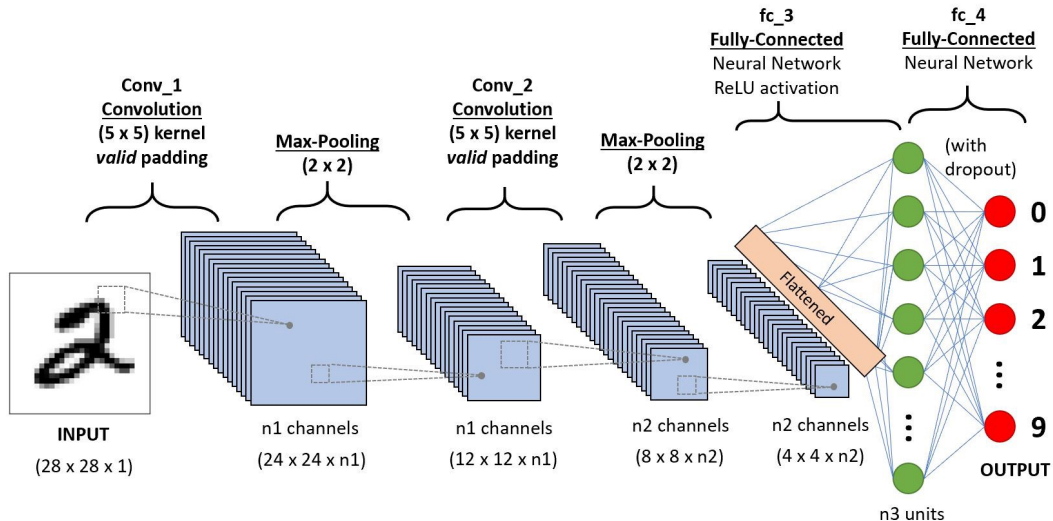 Conv_1
Convolution
(5 x 5) kernel
valid padding
Max-Pooling
(2 x 2)
Conv_2
Convolution
(5 x 5) kernel
valid padding
Max-Pooling
(2 x 2)
fc_3
Fully-Connected
Neural Network
ReLU activation
fc_4
Fully-Connected
Neural Network
(with
dropout)
Flattened
0
1
2
9
INPUT
(28 x 28 x 1)
n1 channels
(24 x 24 x n1)
n1 channels
(12 x 12 x n1)
n2 channels
(8 x 8 x n2)
n2 channels
(4 x 4 x n2)
n3 units
OUTPUT
2